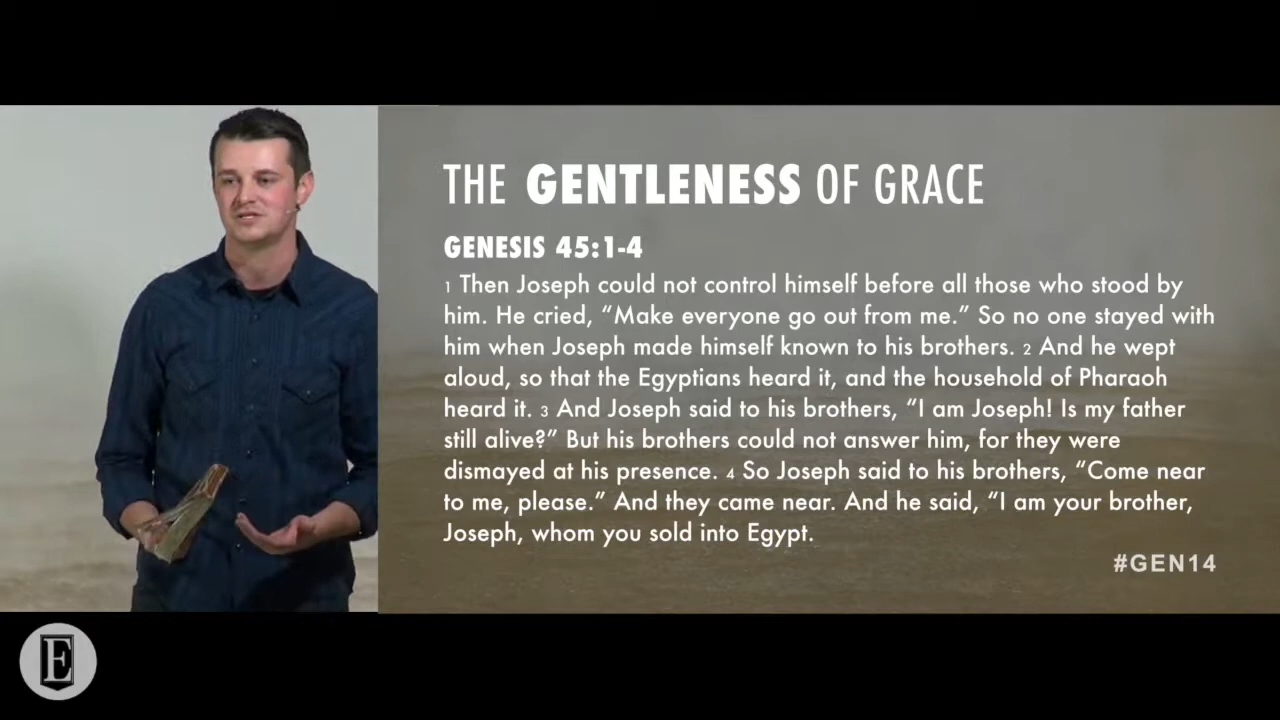 THE GENTLENESS OF GRACE
GENESIS 45:1-4
1 Then Joseph could not control himself before all those who stood by
him. He cried, “Make everyone go out from me.” So no one stayed with
him when Joseph made himself known to his brothers. 2 And he wept
aloud, so that the Egyptians heard it, and the household of Pharaoh
heard it. 3 And Joseph said to his brothers, “I am Joseph! Is my father
still alive?” But his brothers could not answer him, for they were
dismayed at his presence. 4 So Joseph said to his brothers, “Come near
to me, please.” And they came near. And he said, “I am your brother,
Joseph, whom you sold into Egypt.
#GEN14
E